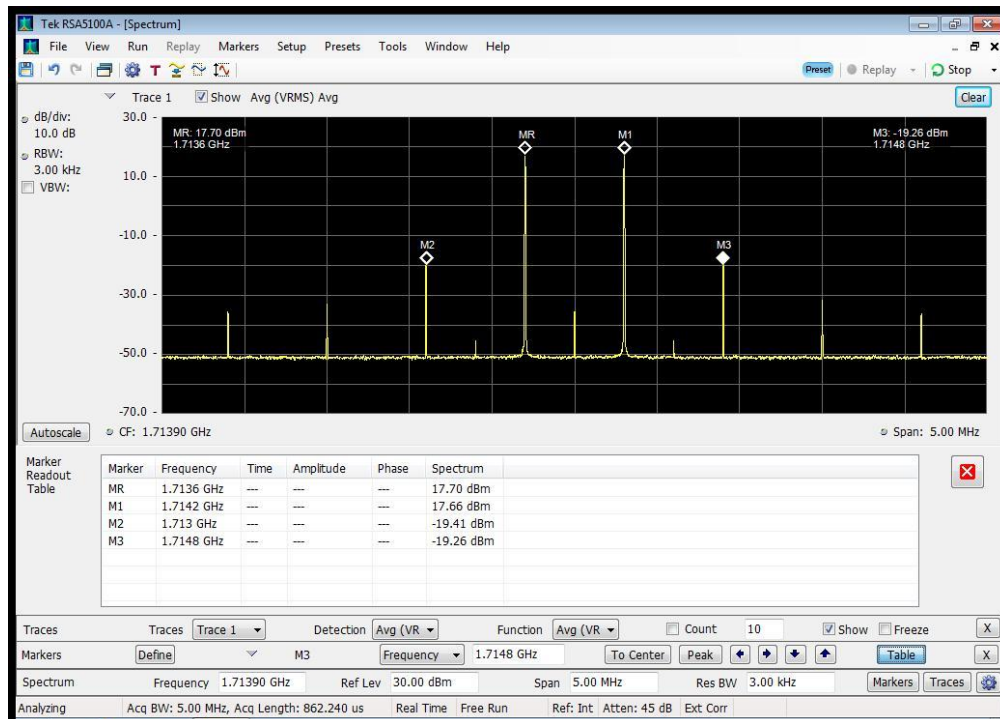 Tek RSA5100A - [Spectrum]
File View Run Replay Markers Setup Presets Tools Window Help
T Preset Replay Stop
Trace 1 Show Avg (VRMS) Avg Clear
dB/div:
10.0 dB
RBW:
3.00 kHz
VBW:
30.0
10.0
-10.0
-30.0
-50.0
-70.0
MR: 17.70 dBm
1.7136 GHz
MR
M1
M3: -19.26 dBm
1.7148 GHz
M2
M3
Autoscale CF: 1.71390 GHz Span: 5.00 MHz
Marker
Readout
Table
Marker Frequency Time Amplitude Phase Spectrum
MR 1.7136 GHz --- --- --- 17.70 dBm
M1 1.7142 GHz --- --- --- 17.66 dBm
M2 1.713 GHz --- --- --- -19.41 dBm
M3 1.7148 GHz --- --- --- -19.26 dBm
Traces Traces Trace 1 Detection Avg (VR Function Avg (VR Count 10 Show Freeze X
Markers Define M3 Frequency 1.7148 GHz To Center Peak Table X
Spectrum Frequency 1.71390 GHz Ref Lev 30.00 dBm Span 5.00 MHz Res BW 3.00 kHz Markers Traces
Analyzing Acq BW: 5.00 MHz, Acq Length: 862.240 us Real Time Free Run Ref: Int Atten: 45 dB Ext Corr